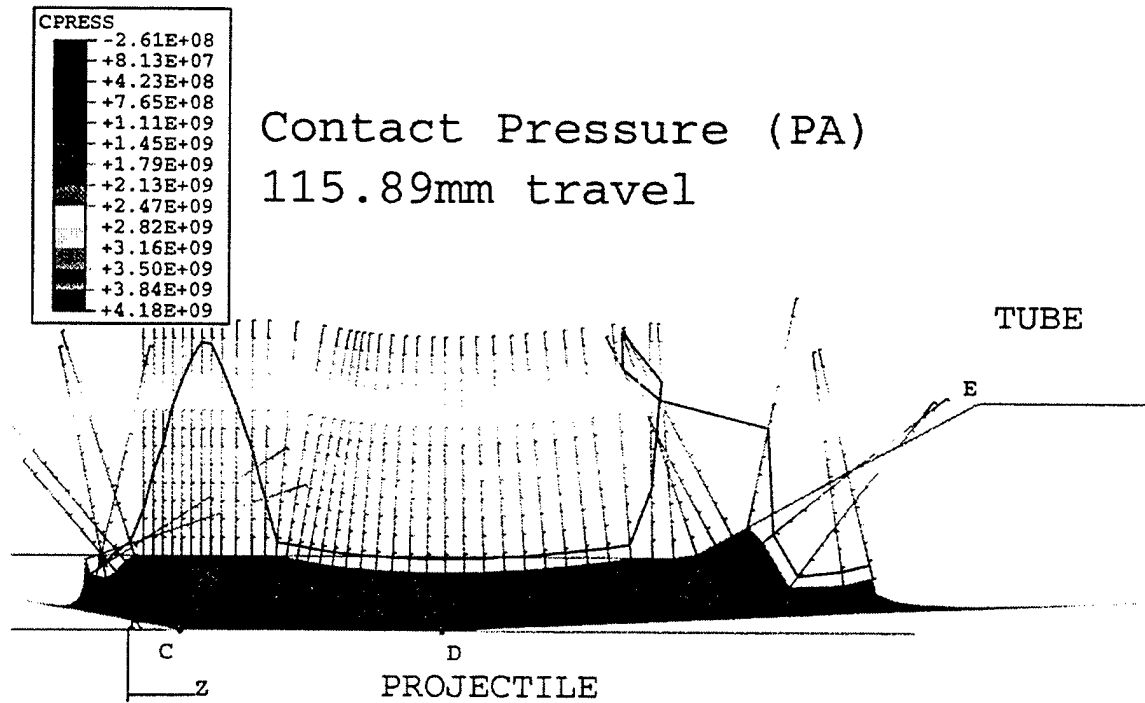 CPRESS
-2.61E+08
+8.13E+07
+4.23E+08
+7.65E+08
+1.11E+09
+1.45E+09
+1.79E+09
+2.13E+09
+2.47E+09
+2.82E+09
+3.16E+09
+3.50E+09
+3.84E+09
+4.18E+09
Contact Pressure (PA)
115.89mm travel
TUBE
E
C
D
Z
PROJECTILE